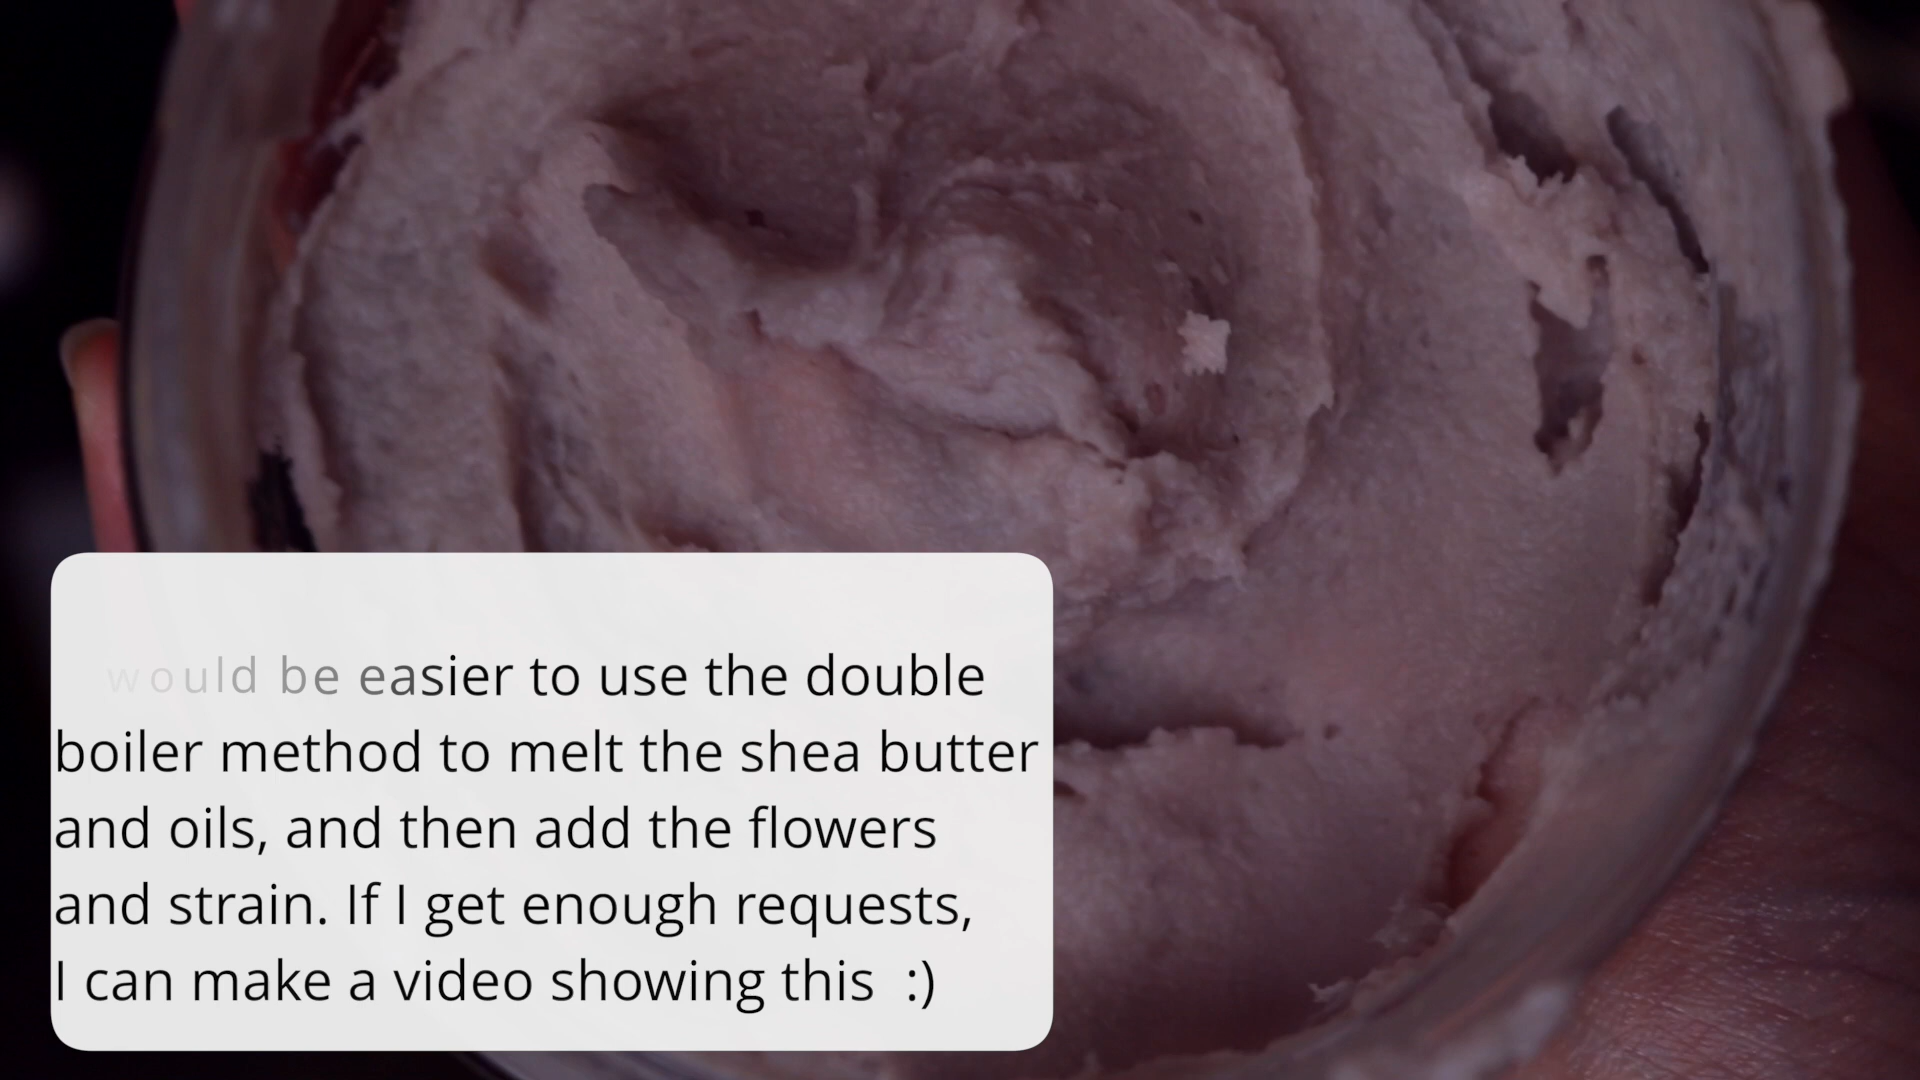 would be easier to use the double
boiler method to melt the shea butter
and oils, and then add the flowers
and strain. If I get enough requests,
I can make a video showing this :)